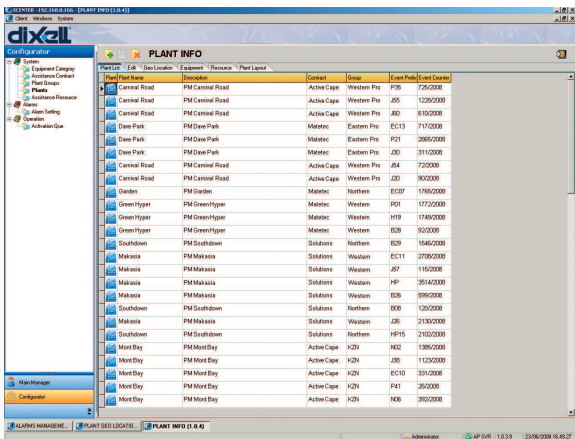 XCENTER - 192.168.0.166 - [PLANT INFO (1.0.4)]
Client Windows System
dixell
Configurator
System
Equipment Category
Assistance Contract
Plant Groups
Plants
Assistance Resource
Alarms
Alarm Setting
Operation
Activation Que
Main Manager
Configurator
PLANT INFO
Plant List Edit Geo Location Equipment Resource Plant Layout
Plant Plant Name Description Contact Group Event Prefix Event Counter
Carnival Road PM Carnival Road Active Cape Western Pro P35 725/2008
Carnival Road PM Carnival Road Active Cape Western Pro J55 1228/2008
Carnival Road PM Carnival Road Active Cape Western Pro J60 610/2008
Dave Park PM Dave Park Matetec Eastern Pro EC13 717/2008
Dave Park PM Dave Park Matetec Eastern Pro P21 2865/2008
Dave Park PM Dave Park Matetec Eastern Pro J30 311/2008
Carnival Road PM Carnival Road Active Cape Western Pro J54 72/2008
Carnival Road PM Carnival Road Active Cape Western Pro J20 90/2008
Garden PM Garden Matetec Northern EC07 1765/2008
Green Hyper PM Green Hyper Matetec Western P01 1772/2008
Green Hyper PM Green Hyper Matetec Western H19 1749/2008
Green Hyper PM Green Hyper Matetec Western B28 92/2008
Southdown PM Southdown Solutions Northern B29 1646/2008
Makasia PM Makasia Solutions Western EC11 2708/2008
Makasia PM Makasia Solutions Western J67 115/2008
Makasia PM Makasia Solutions Western HP 3514/2008
Makasia PM Makasia Solutions Western B26 699/2008
Southdown PM Southdown Solutions Northern B08 120/2008
Makasia PM Makasia Solutions Western J26 2130/2008
Southdown PM Southdown Solutions Northern HP15 2102/2008
Mont Bay PM Mont Bay Active Cape KZN N02 1386/2008
Mont Bay PM Mont Bay Active Cape KZN J38 1123/2008
Mont Bay PM Mont Bay Active Cape KZN EC10 331/2008
Mont Bay PM Mont Bay Active Cape KZN P41 26/2008
Mont Bay PM Mont Bay Active Cape KZN N06 392/2008
ALARMS MANAGEME... PLANT GEO LOCATIO... PLANT INFO (1.0.4)
Administrator AP SVR 1.0.3.9 23/06/2008 16.49.27